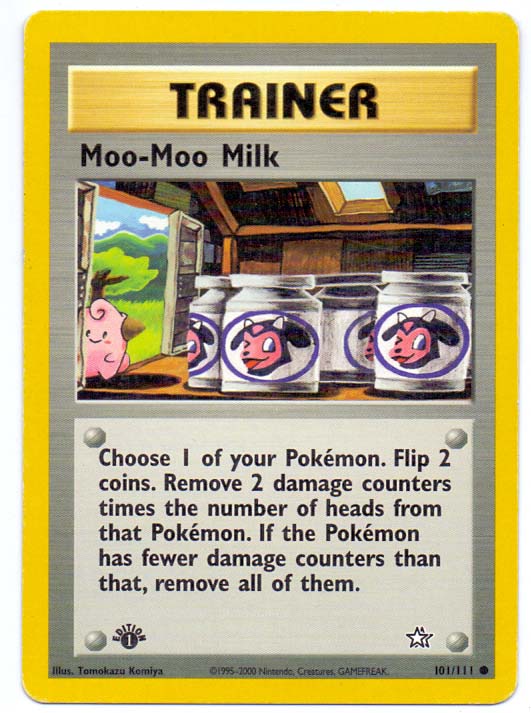 TRAINER
Moo-Moo Milk
Choose 1 of your Pokémon. Flip 2
coins. Remove 2 damage counters
times the number of heads from
that Pokémon. If the Pokémon
has fewer damage counters than
that, remove all of them.
EDITION
1
Illus. Tomokazu Komiya
©1995-2000 Nintendo, Creatures, GAMEFREAK.
101/111